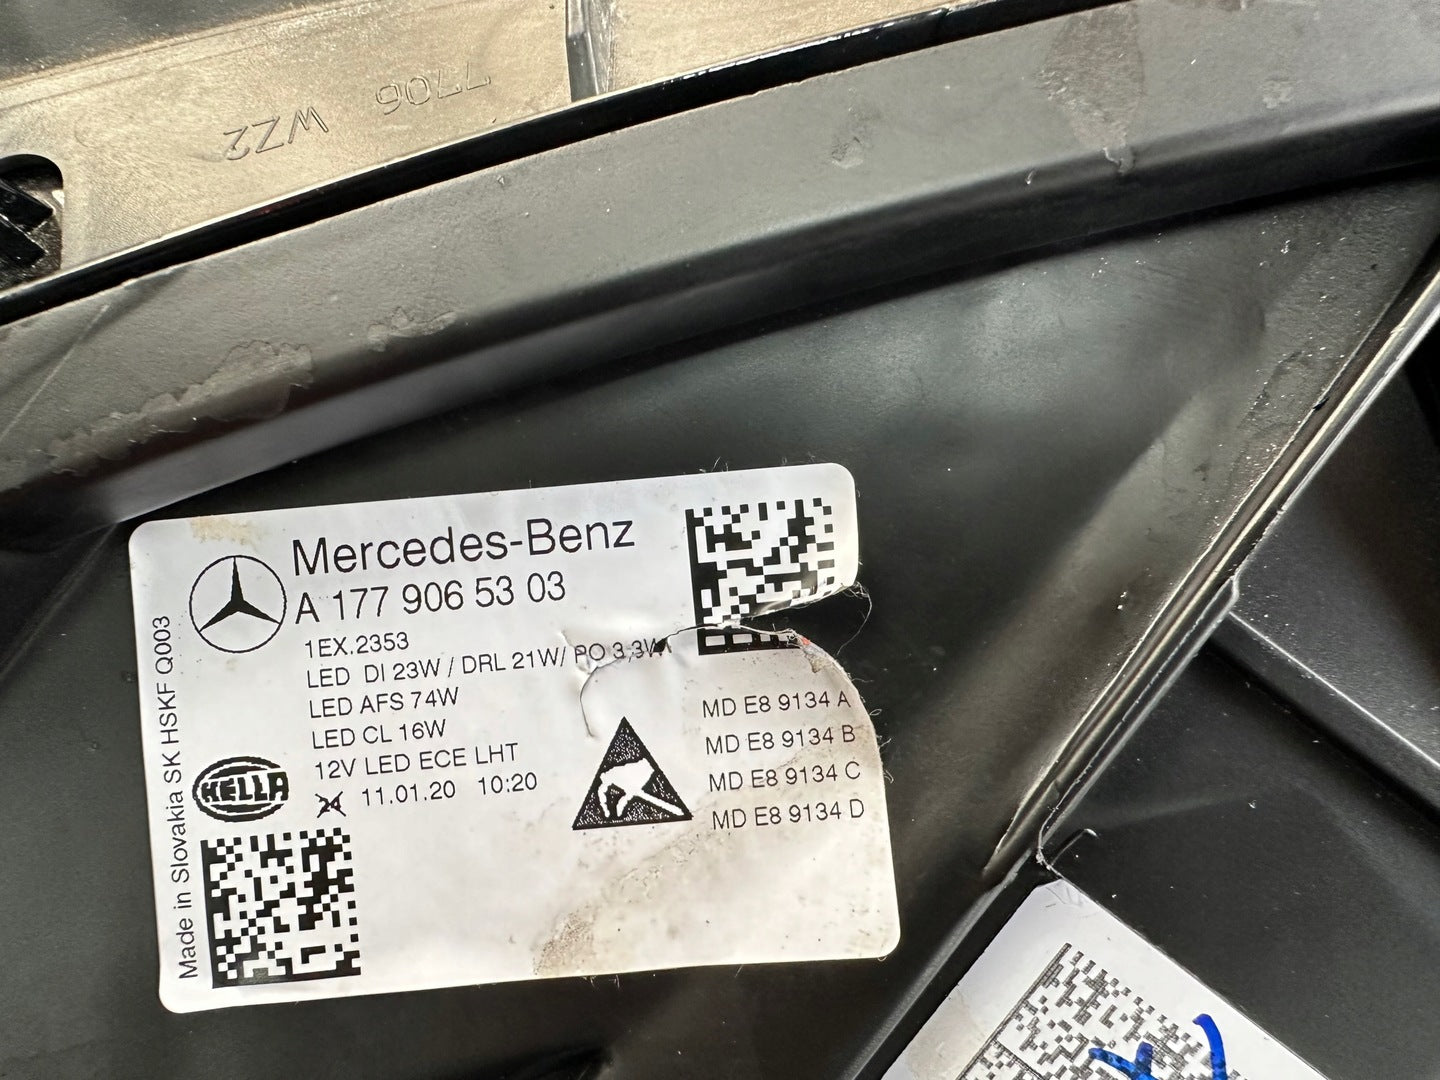 7706 WZ2
Mercedes-Benz
A 177 906 53 03
1EX.2353
LED DI 23W / DRL 21W/ PO 3,3W
LED AFS 74W
LED CL 16W
12V LED ECE LHT
24 11.01.20 10:20
HELLA
Made in Slovakia SK HSKF Q003
MD E8 9134 A
MD E8 9134 B
MD E8 9134 C
MD E8 9134 D